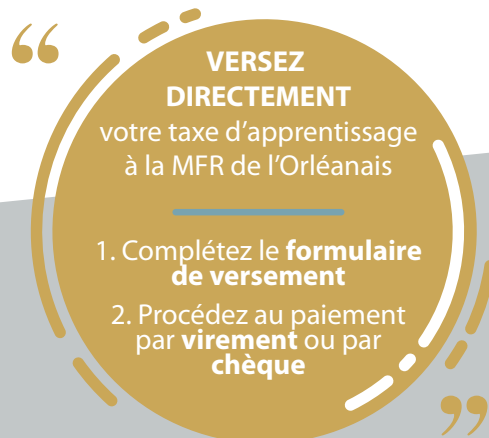 “
VERSEZ
DIRECTEMENT
votre taxe d’apprentissage
à la MFR de l’Orléanais
1. Complétez le formulaire
de versement
2. Procédez au paiement
par virement ou par
chèque
”